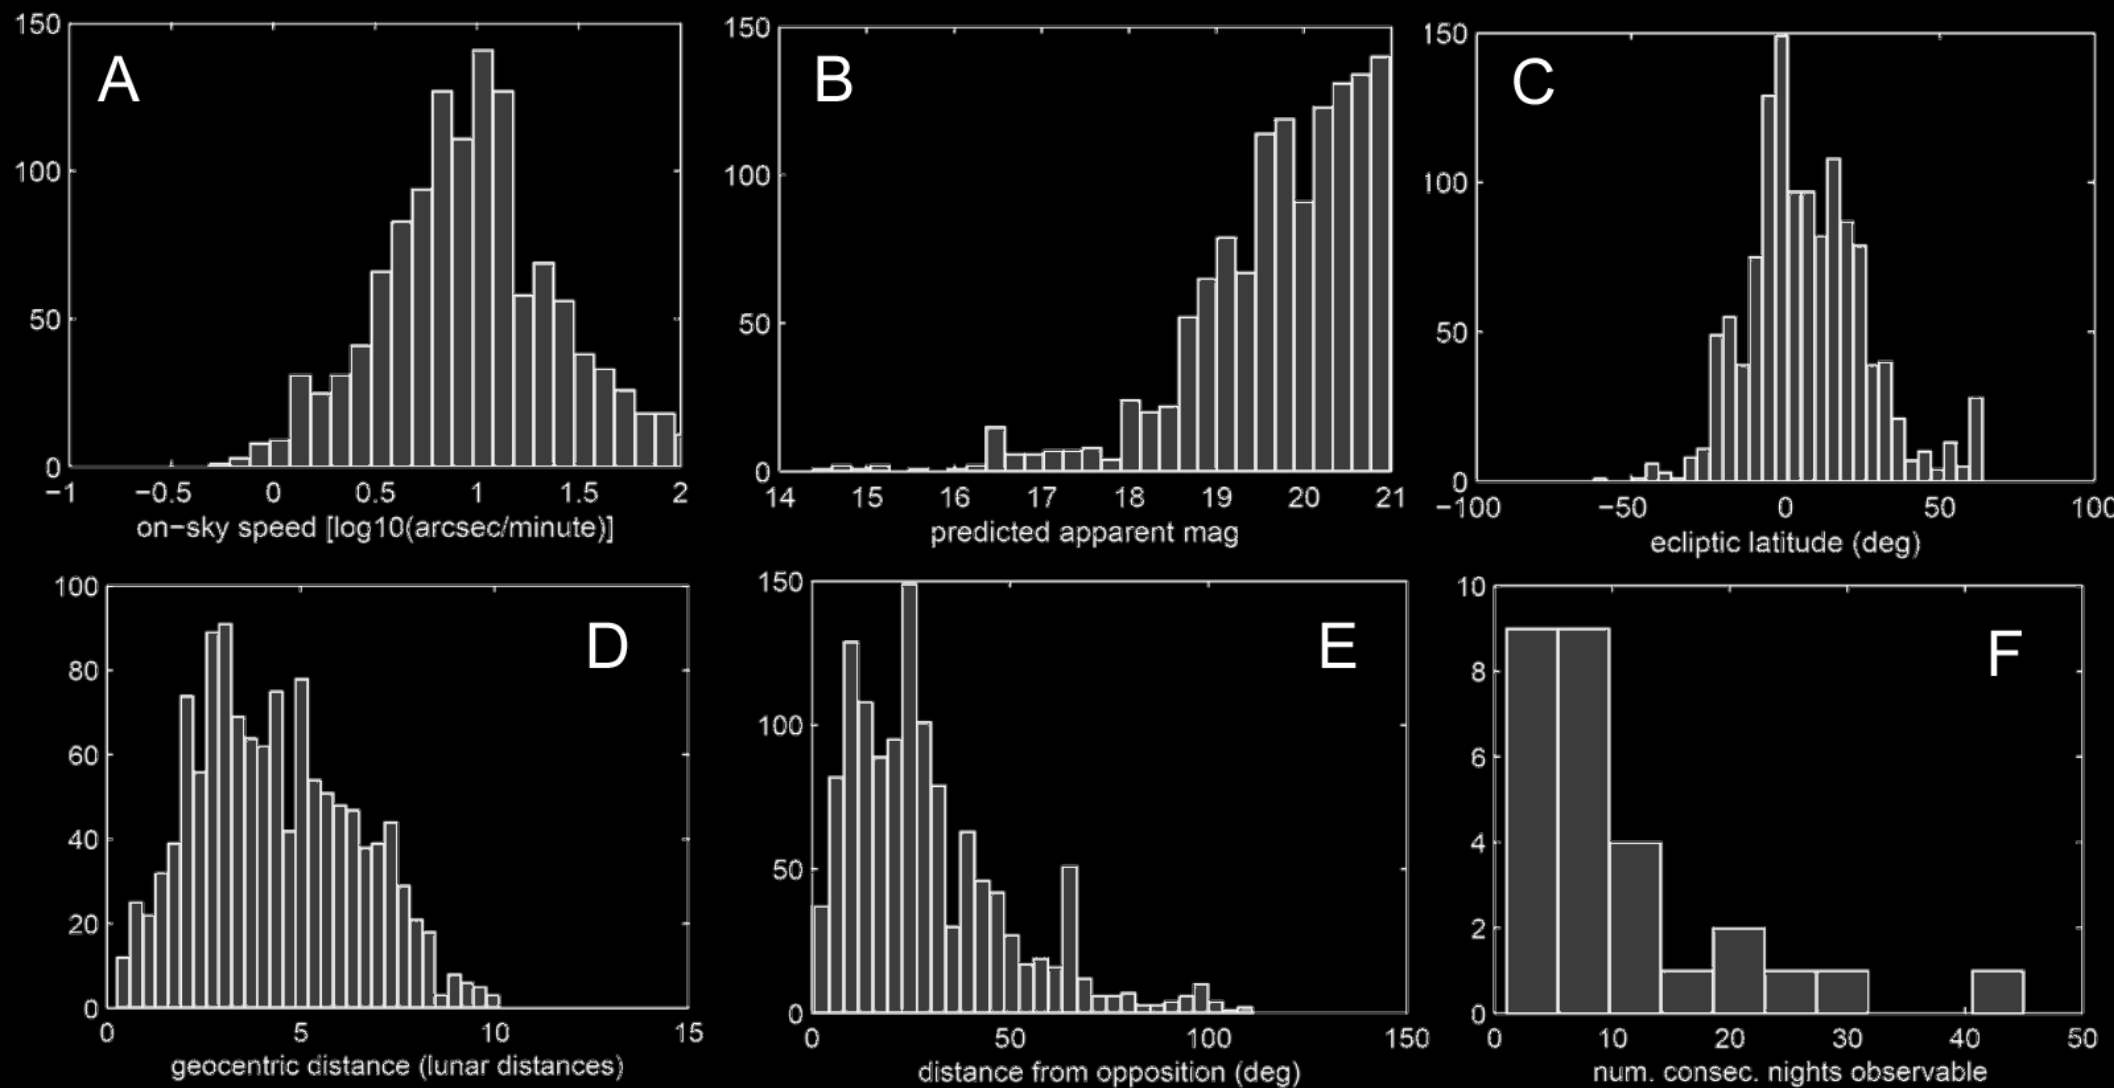 150
100
50
0
A
−1 −0.5 0 0.5 1 1.5 2
on−sky speed [log10(arcsec/minute)]
150
100
50
0
B
14 15 16 17 18 19 20 21
predicted apparent mag
150
100
50
0
C
−100 −50 0 50 100
ecliptic latitude (deg)
100
80
60
40
20
0
D
0 5 10 15
geocentric distance (lunar distances)
150
100
50
0
E
0 50 100 150
distance from opposition (deg)
10
8
6
4
2
0
F
0 10 20 30 40 50
num. consec. nights observable